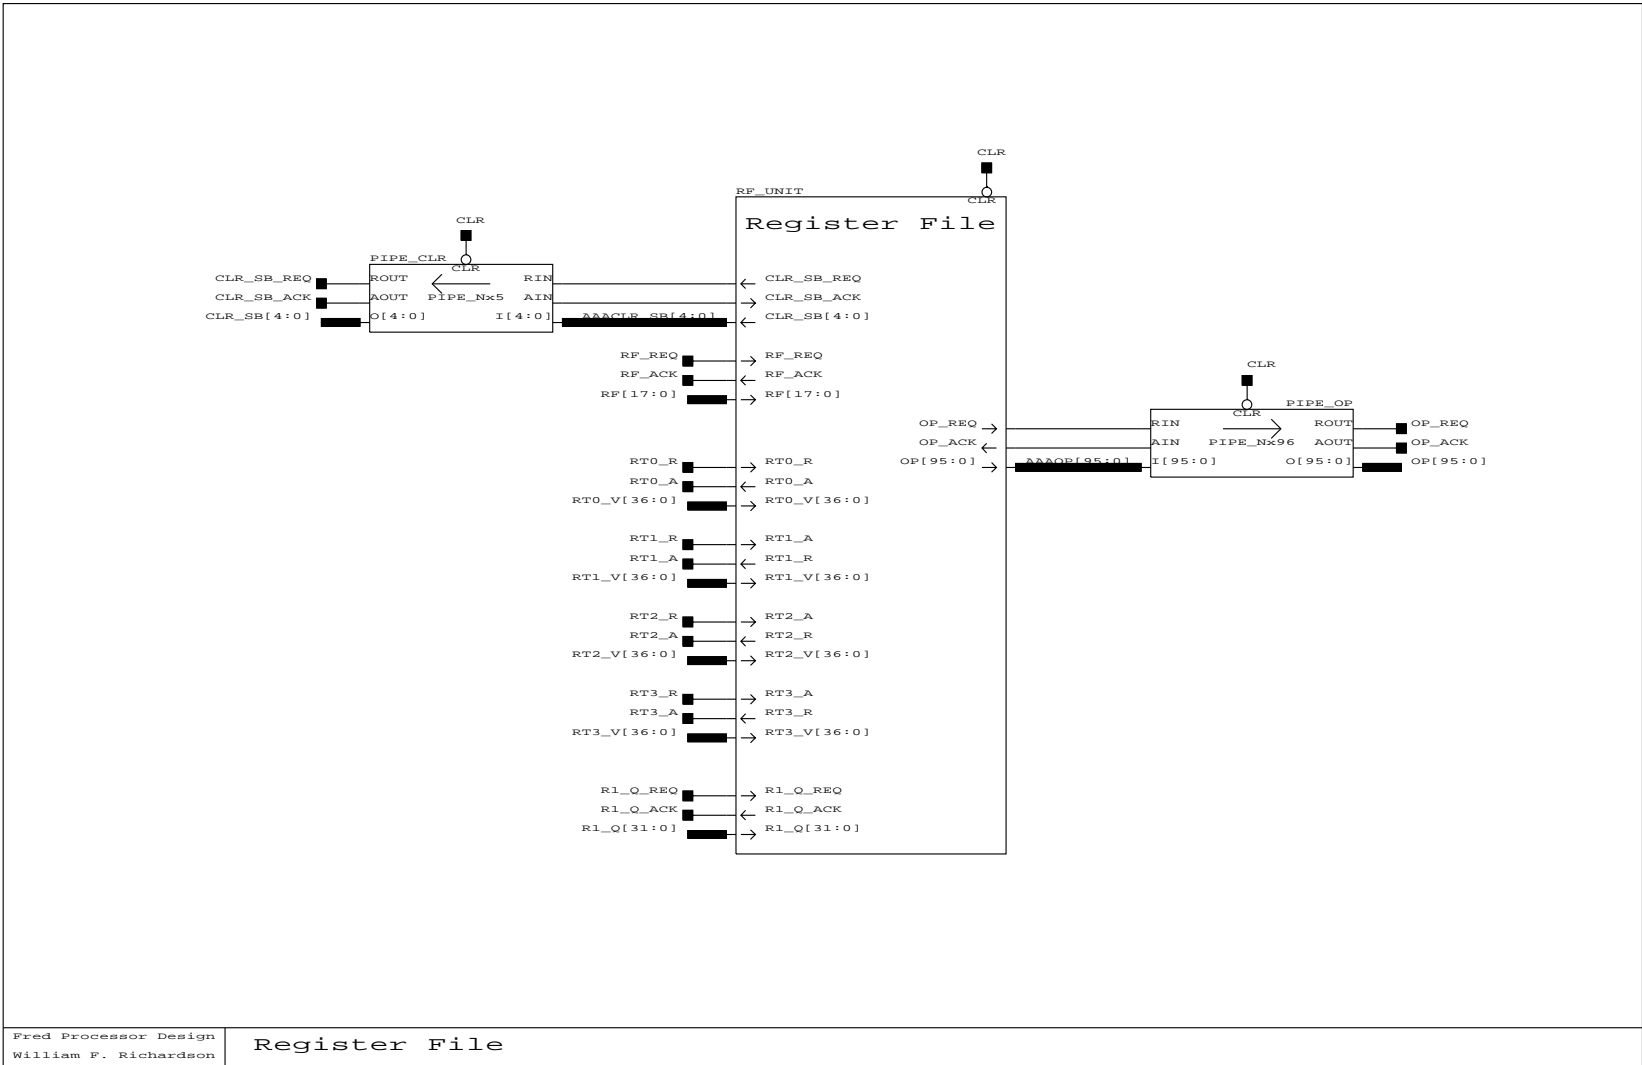 CLR
RF_UNIT
CLR
Register File
CLR
PIPE_CLR
CLR
CLR_SB_REQ ROUT RIN CLR_SB_REQ
CLR_SB_ACK AOUT PIPE_Nx5 AIN CLR_SB_ACK
CLR_SB[4:0] O[4:0] I[4:0] AAACLR_SB[4:0] CLR_SB[4:0]
RF_REQ RF_REQ
RF_ACK RF_ACK
RF[17:0] RF[17:0]
CLR
PIPE_OP
CLR
OP_REQ RIN ROUT OP_REQ
OP_ACK AIN PIPE_Nx96 AOUT OP_ACK
OP[95:0] AAAOP[95:0] I[95:0] O[95:0] OP[95:0]
RT0_R RT0_R
RT0_A RT0_A
RT0_V[36:0] RT0_V[36:0]
RT1_R RT1_A
RT1_A RT1_R
RT1_V[36:0] RT1_V[36:0]
RT2_R RT2_A
RT2_A RT2_R
RT2_V[36:0] RT2_V[36:0]
RT3_R RT3_A
RT3_A RT3_R
RT3_V[36:0] RT3_V[36:0]
R1_Q_REQ R1_Q_REQ
R1_Q_ACK R1_Q_ACK
R1_Q[31:0] R1_Q[31:0]
Fred Processor Design
William F. Richardson
Register File